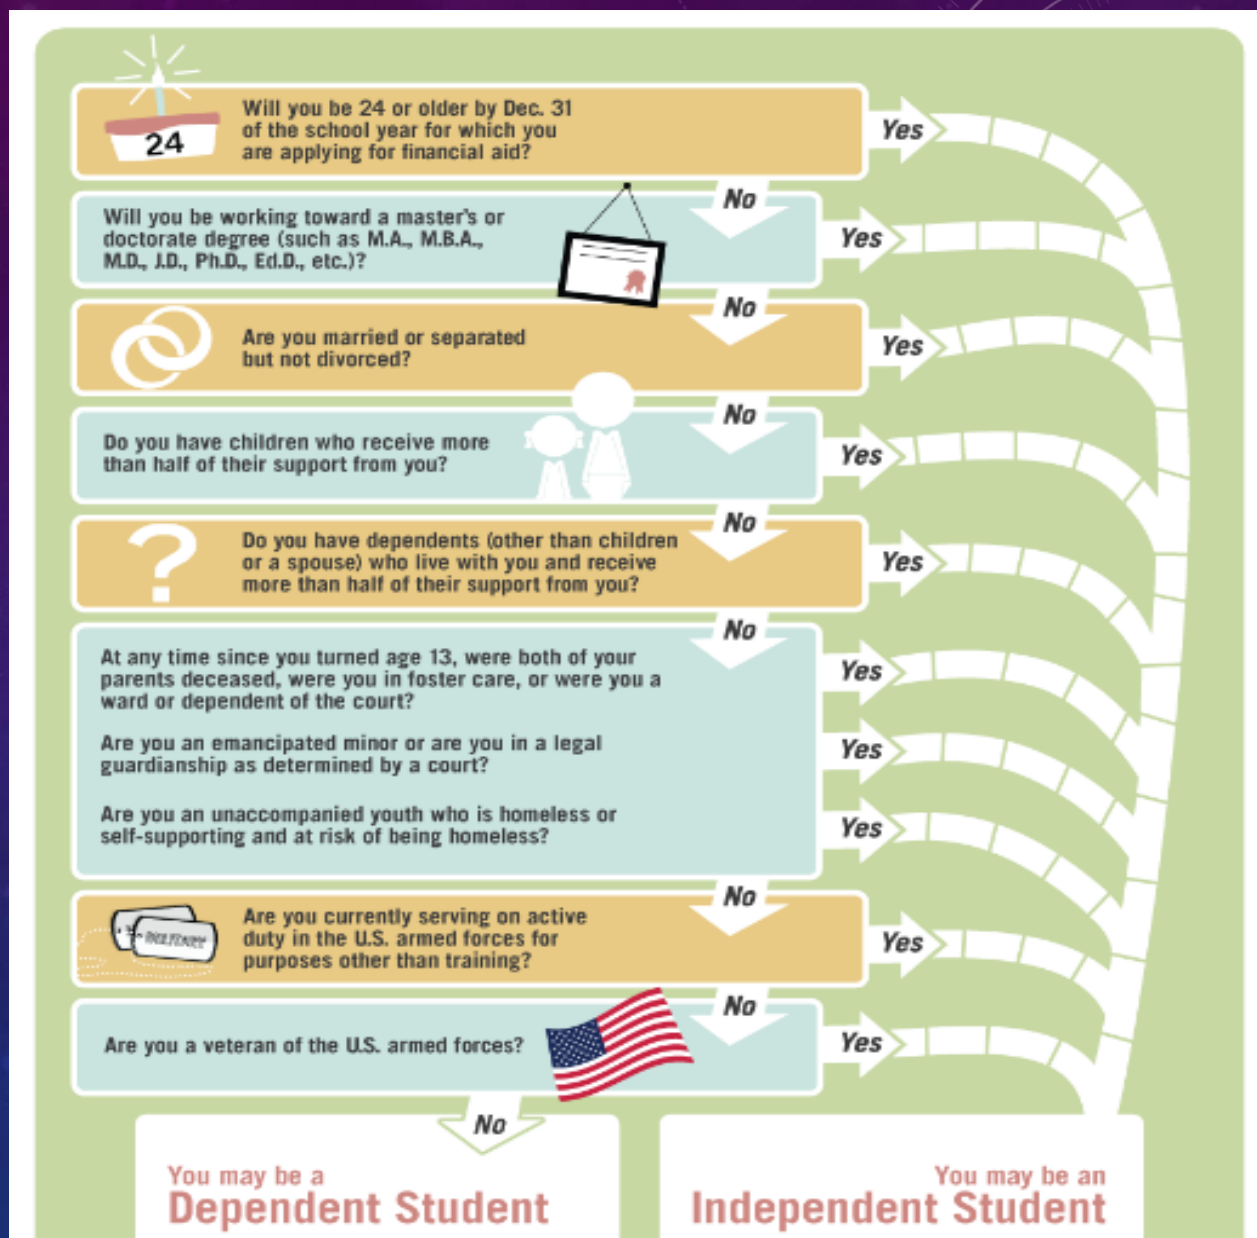 24
Will you be 24 or older by Dec. 31
of the school year for which you
are applying for financial aid?
Yes
No
Will you be working toward a master's or
doctorate degree (such as M.A., M.B.A.,
M.D., J.D., Ph.D., Ed.D., etc.)?
Yes
No
Are you married or separated
but not divorced?
Yes
No
Do you have children who receive more
than half of their support from you?
Yes
No
Do you have dependents (other than children
or a spouse) who live with you and receive
more than half of their support from you?
Yes
No
At any time since you turned age 13, were both of your
parents deceased, were you in foster care, or were you a
ward or dependent of the court?
Yes
Are you an emancipated minor or are you in a legal
guardianship as determined by a court?
Yes
Are you an unaccompanied youth who is homeless or
self-supporting and at risk of being homeless?
Yes
No
Are you currently serving on active
duty in the U.S. armed forces for
purposes other than training?
Yes
No
Are you a veteran of the U.S. armed forces?
Yes
No
You may be a
Dependent Student
You may be an
Independent Student